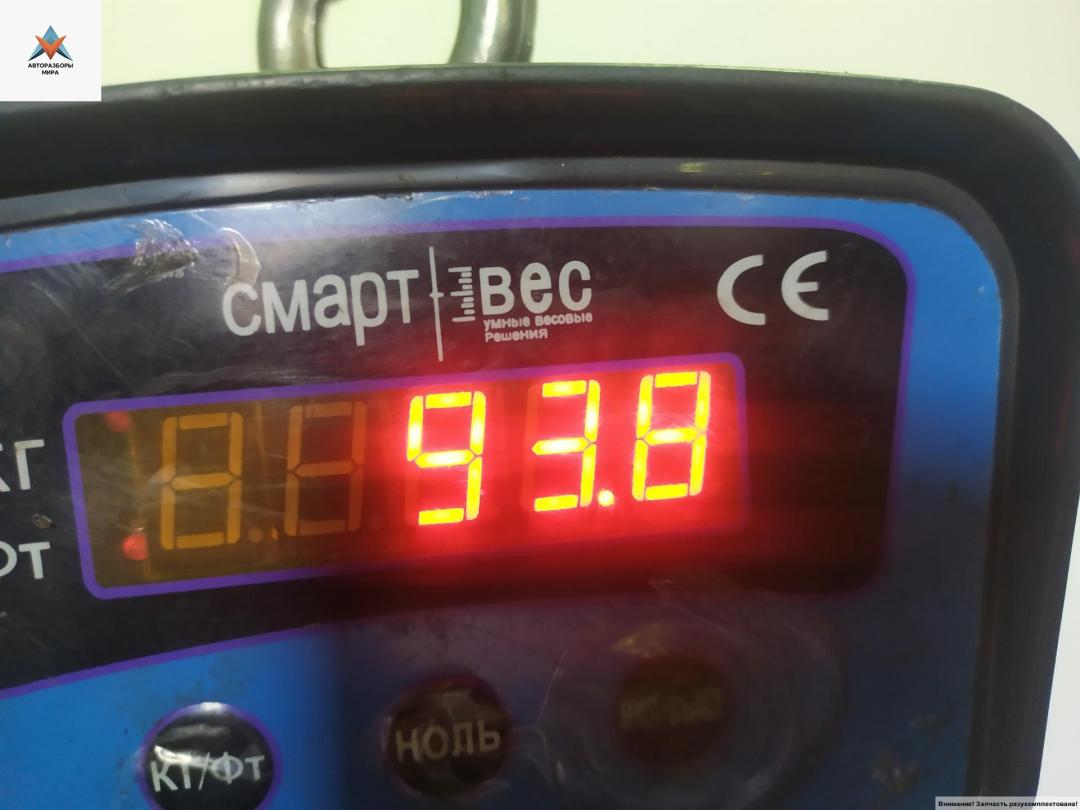 АВТОРАЗБОРЫ
МИРА
смарт вес CE
умные весовые
решения
93.8
КГ
ФТ
КГ/ФТ
НОЛЬ
Внимание! Запчасть разукомплектована!